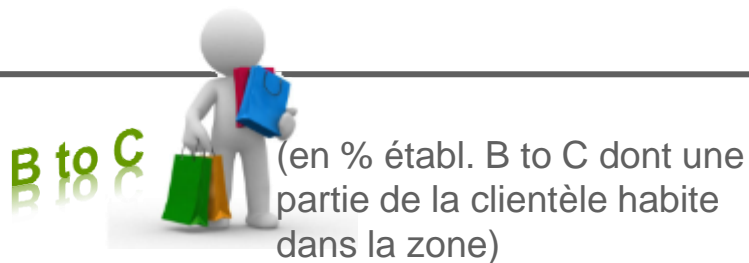 B to C
(en % établ. B to C dont une
partie de la clientèle habite
dans la zone)